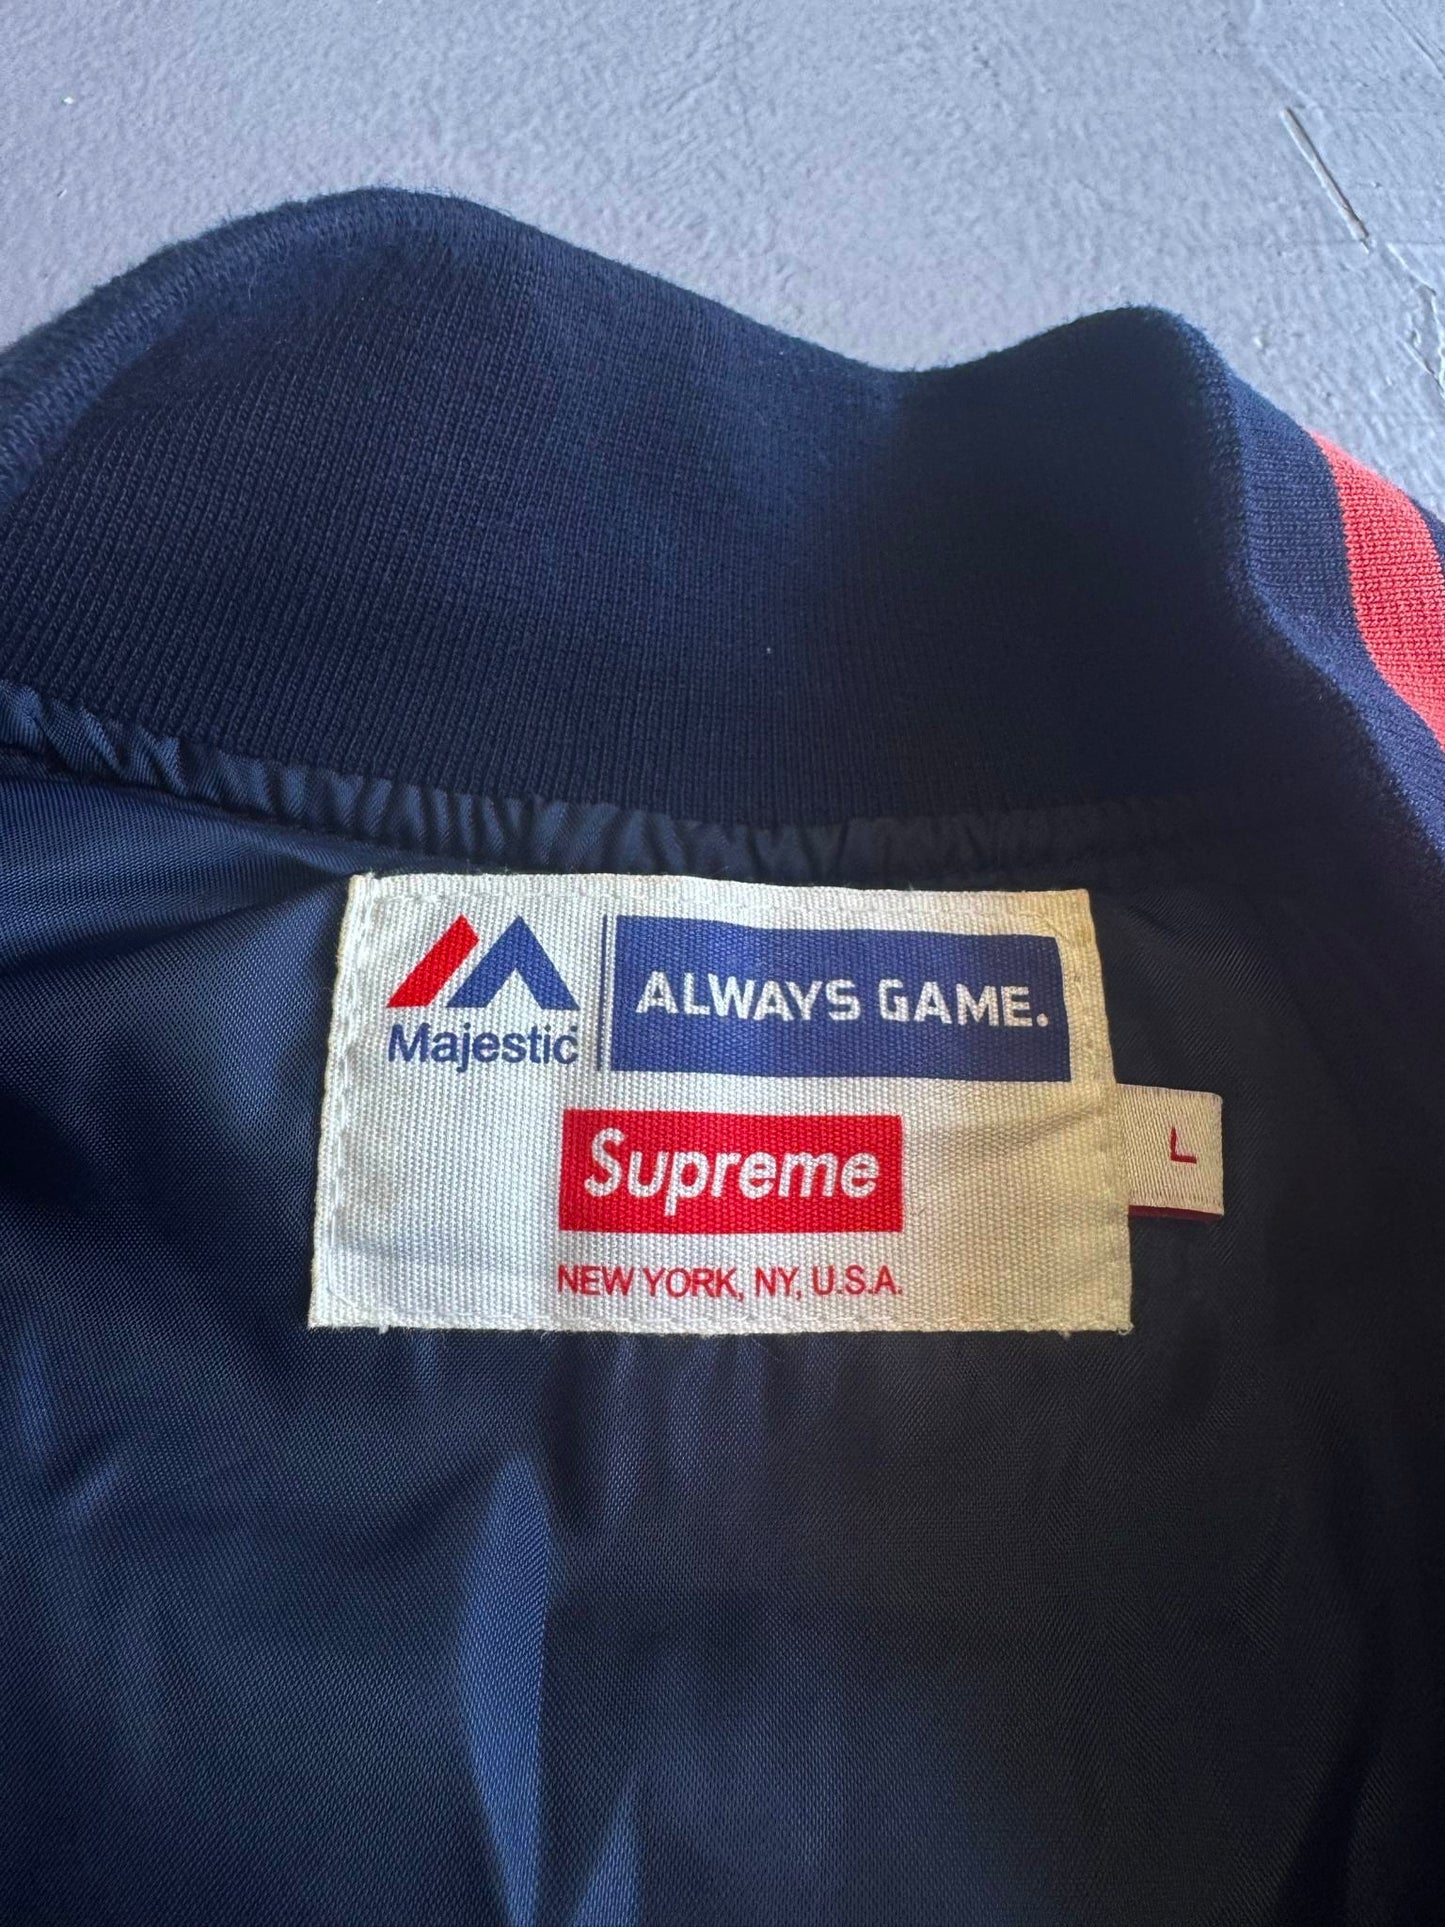 Majestic
ALWAYS GAME.
Supreme
L
NEW YORK, NY, U.S.A.